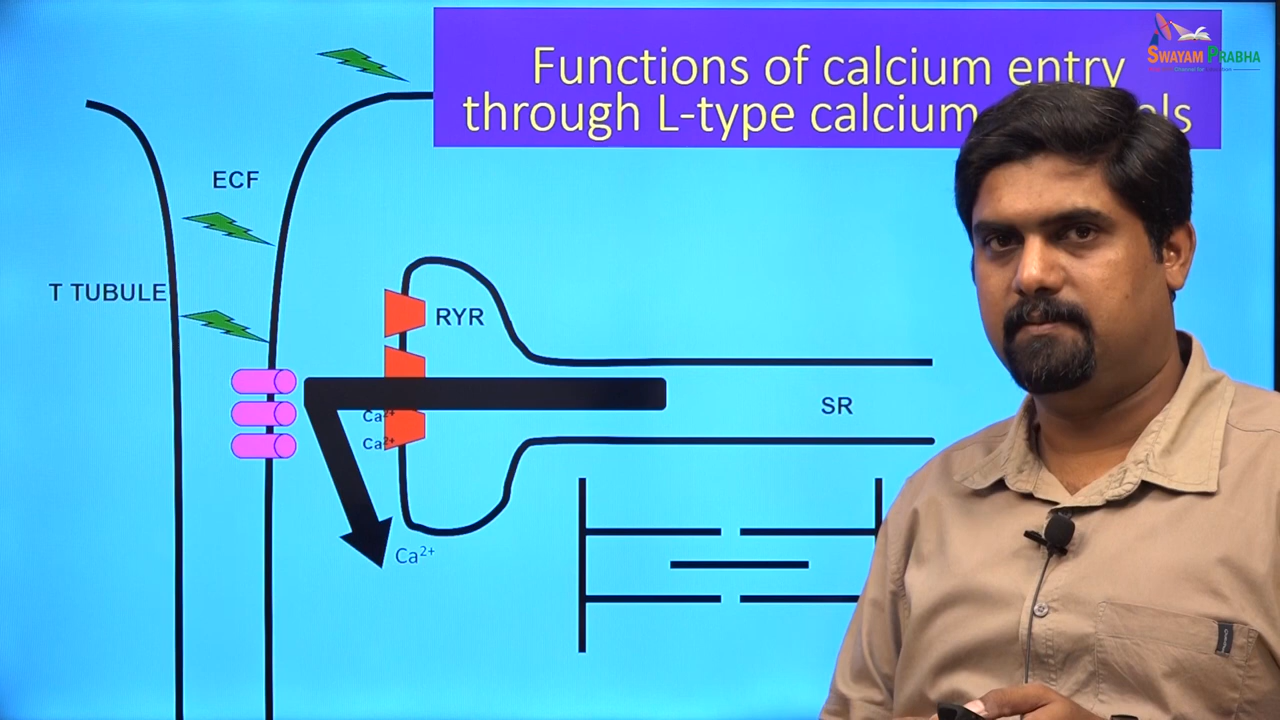 SWAYAM PRABHA
Functions of calcium entry
through L-type calcium
ECF
T TUBULE
RYR
SR
Ca²⁺
Ca²⁺
Ca²⁺